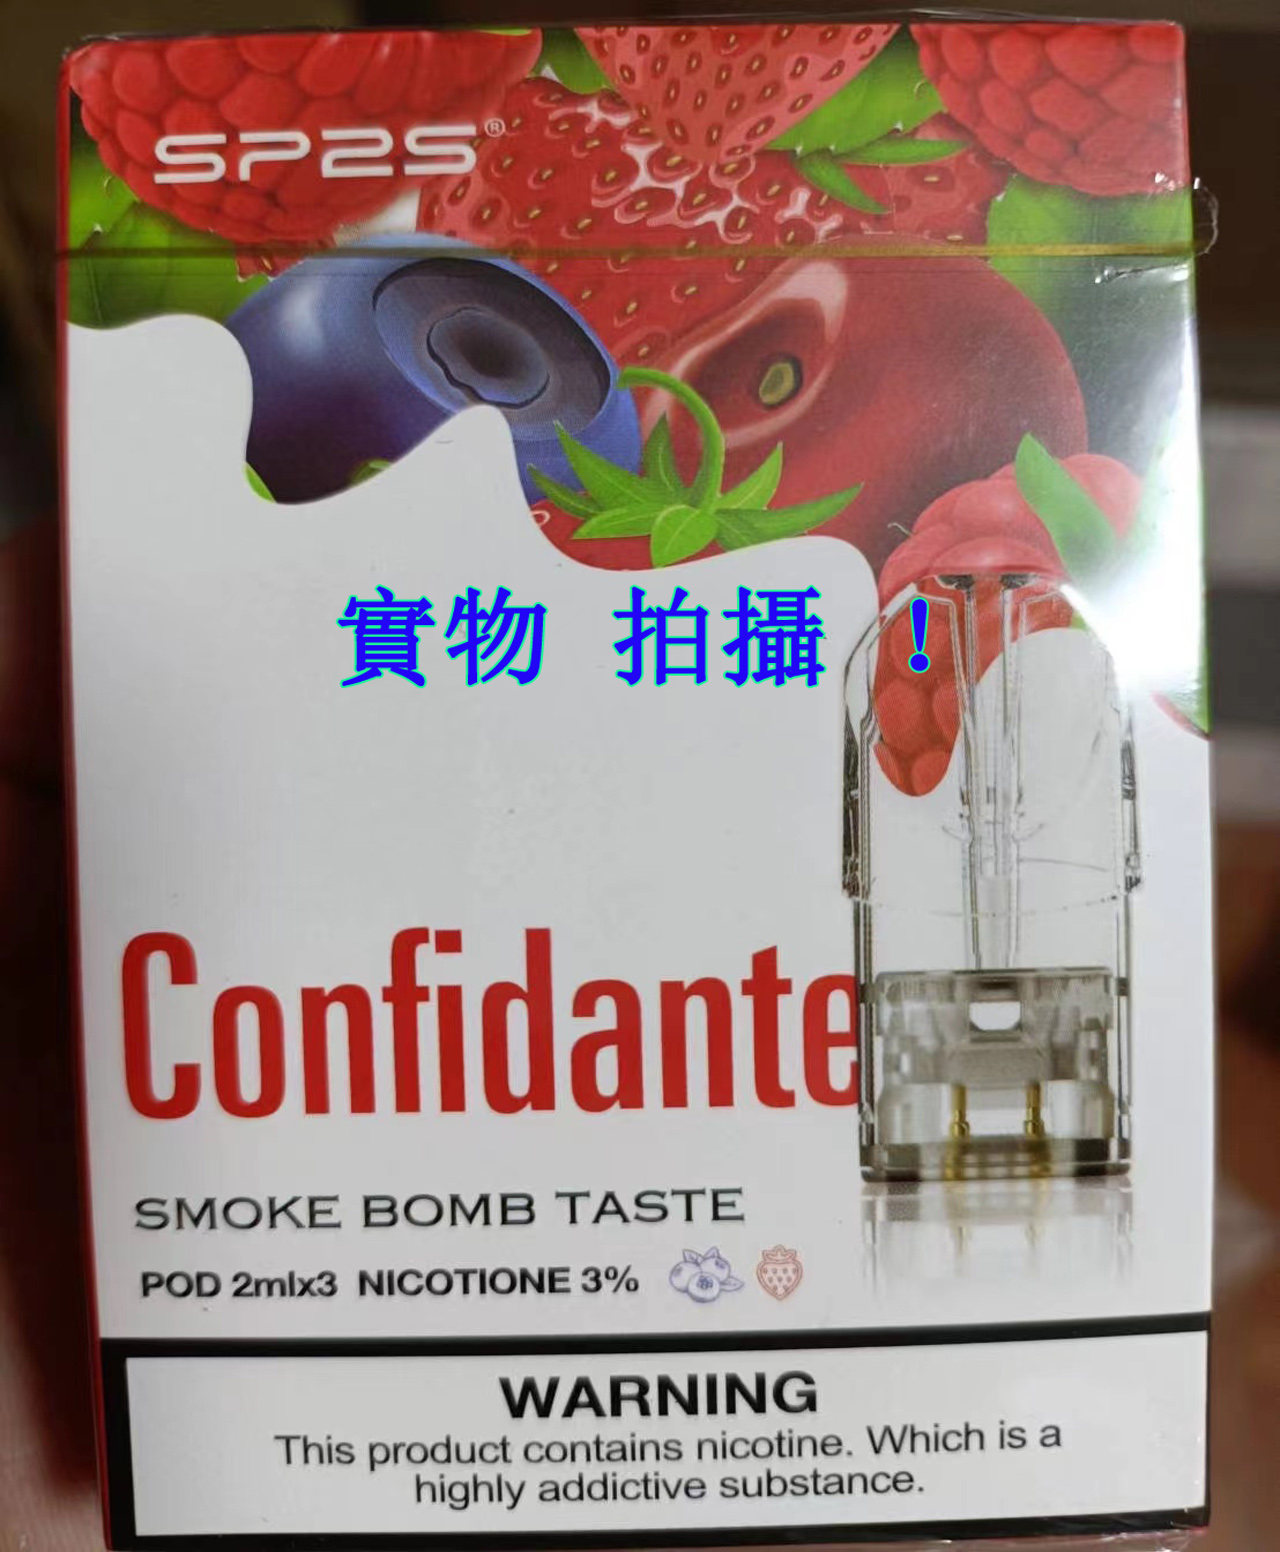 SP2S®
實物 拍攝 ！
Confidante
SMOKE BOMB TASTE
POD 2mlx3 NICOTIONE 3%
WARNING
This product contains nicotine. Which is a
highly addictive substance.